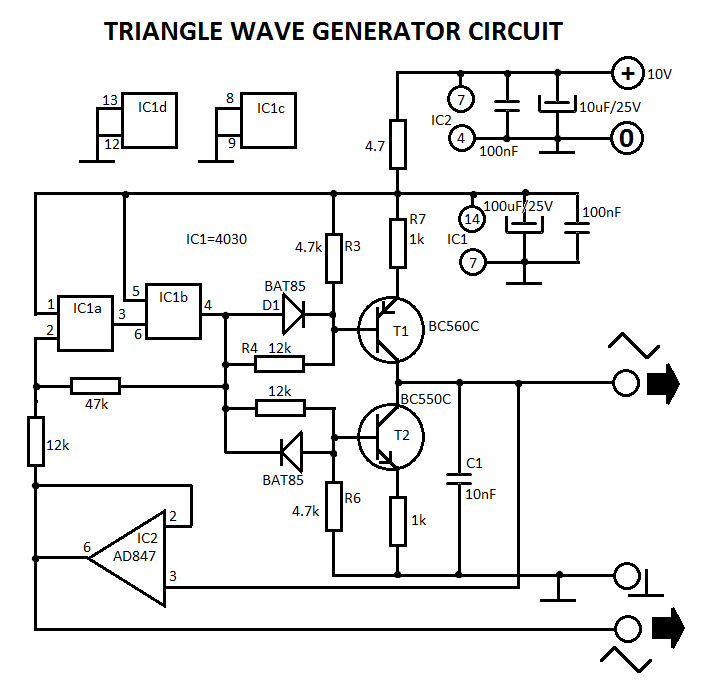 TRIANGLE WAVE GENERATOR CIRCUIT
+ 10V
13 IC1d
12
8 IC1c
9
7
IC2
4
100nF
10uF/25V
0
4.7
14
IC1
7
100uF/25V
100nF
IC1=4030
R7
1k
4.7k R3
BAT85
D1
1 IC1a
2
3
5 IC1b
6
4
T1
BC560C
R4 12k
12k
47k
BC550C
T2
12k
BAT85
4.7k R6
1k
C1
10nF
2
IC2
AD847
6
3